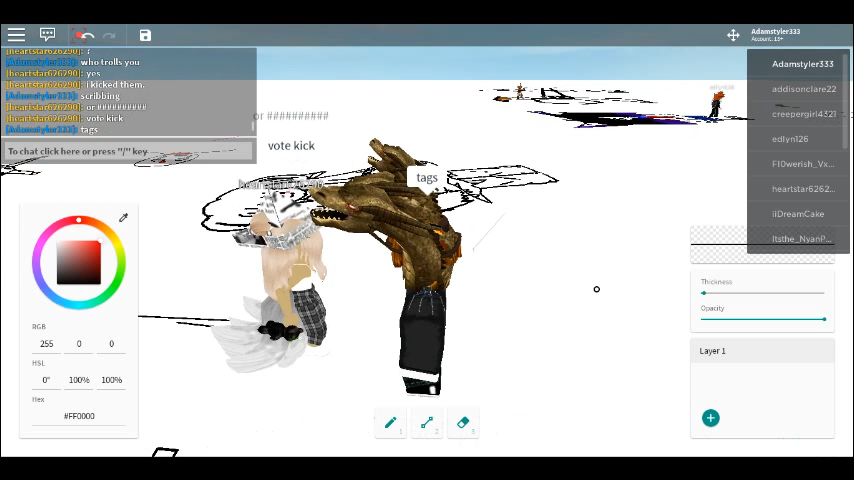 Adamstyler333
Account: 13+
[heartstar626290]: ?
[Adamstyler333]: who trolls you
[heartstar626290]: yes
[heartstar626290]: i kicked them.
[Adamstyler333]: scribbing
[heartstar626290]: or ##########
[heartstar626290]: vote kick
[Adamstyler333]: tags
To chat click here or press "/" key
or ##########
vote kick
tags
heartstar626290
Adamstyler333
addisonclare22
creepergirl4321
edlyn126
Fl0werish_Vx...
heartstar6262...
iiDreamCake
Itsthe_NyanP...
RGB
255 0 0
HSL
0° 100% 100%
Hex
#FF0000
Thickness
Opacity
Layer 1
1
2